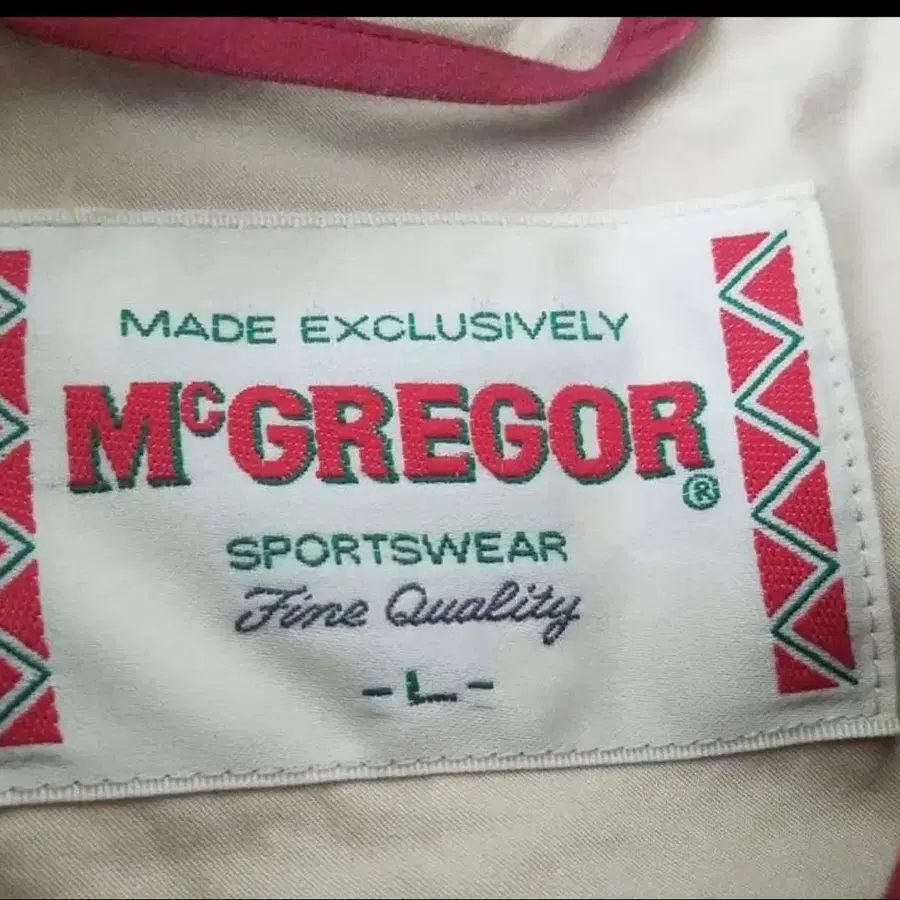 MADE EXCLUSIVELY
McGREGOR®
SPORTSWEAR
Fine Quality
-L-